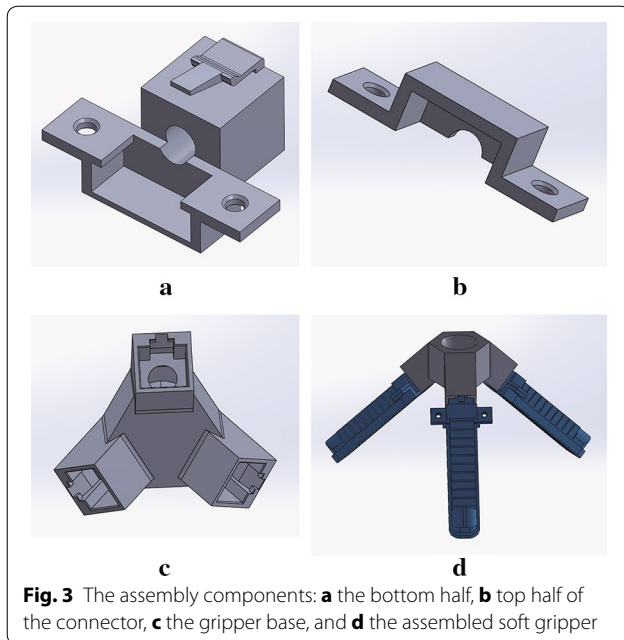 a
b
c
d
Fig. 3 The assembly components: a the bottom half, b top half of
the connector, c the gripper base, and d the assembled soft gripper